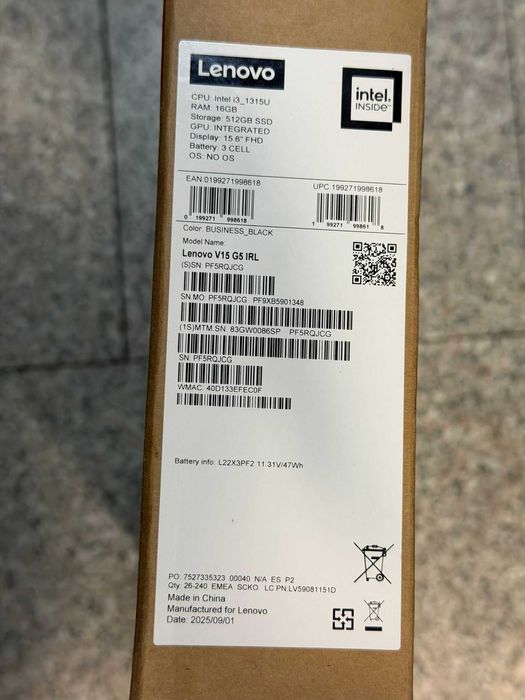 Lenovo
intel.
INSIDE™
CPU: Intel i3_1315U
RAM: 16GB
Storage: 512GB SSD
GPU: INTEGRATED
Display: 15.6" FHD
Battery: 3 CELL
OS: NO OS
EAN:0199271998618
UPC 199271998618
0 199271 998618
1 99271 99861 8
Color: BUSINESS_BLACK
Model Name:
Lenovo V15 G5 IRL
(S)SN: PF5RQJCG
SN.MO: PF5RQJCG PF9XB5901348
(1S)MTM.SN: 83GW0086SP PF5RQJCG
SN: PF5RQJCG
WMAC: 40D133EFEC0F
Battery info: L22X3PF2 11.31V/47Wh
PO: 7527335323 00040 N/A ES P2
Qty: 26-240 EMEA SCKO LC PN:LV59081151D
Made in China
Manufactured for Lenovo
Date: 2025/09/01